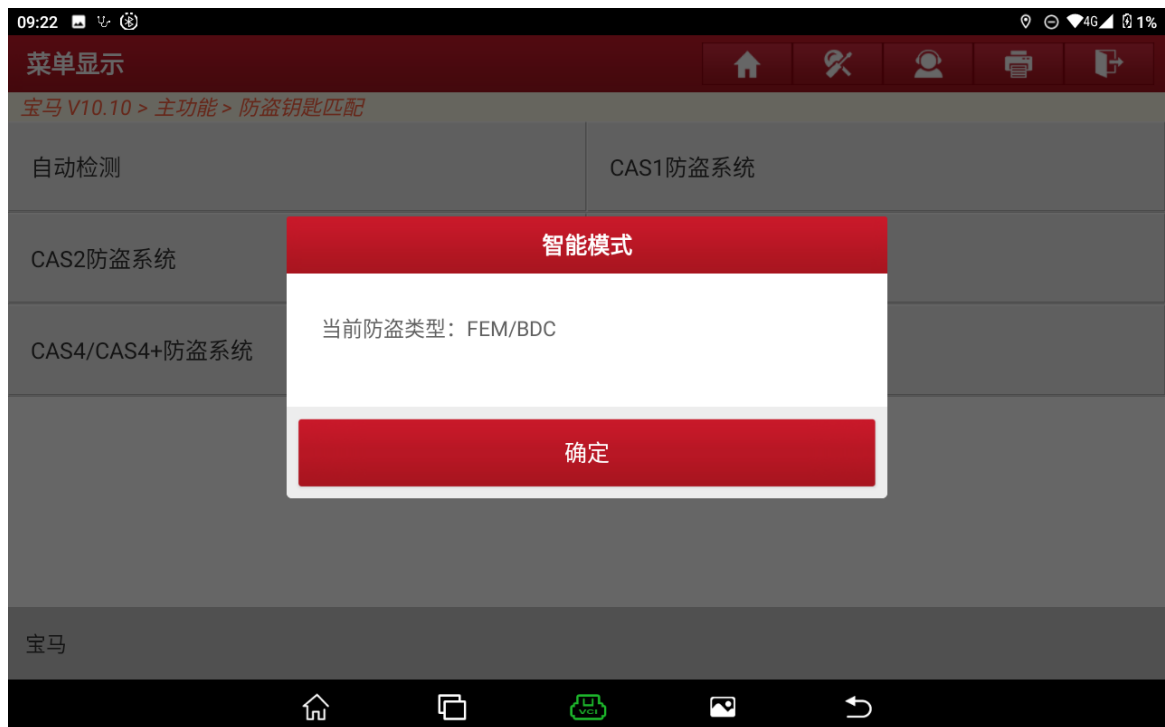 09:22
4G 1%
菜单显示
宝马 V10.10 > 主功能 > 防盗钥匙匹配
自动检测
CAS1防盗系统
CAS2防盗系统
CAS4/CAS4+防盗系统
智能模式
当前防盗类型：FEM/BDC
确定
宝马
VCI